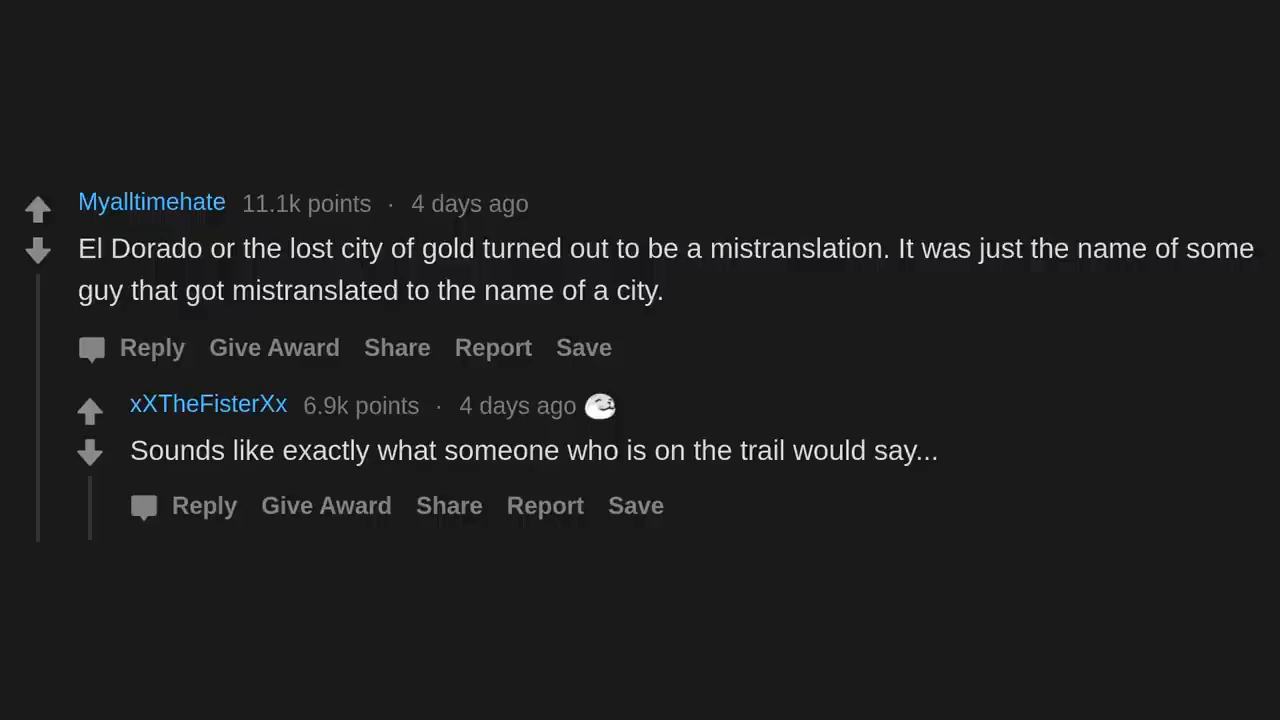 Myalltimehate 11.1k points · 4 days ago
El Dorado or the lost city of gold turned out to be a mistranslation. It was just the name of some
guy that got mistranslated to the name of a city.
Reply Give Award Share Report Save
xXTheFisterXx 6.9k points · 4 days ago
Sounds like exactly what someone who is on the trail would say...
Reply Give Award Share Report Save